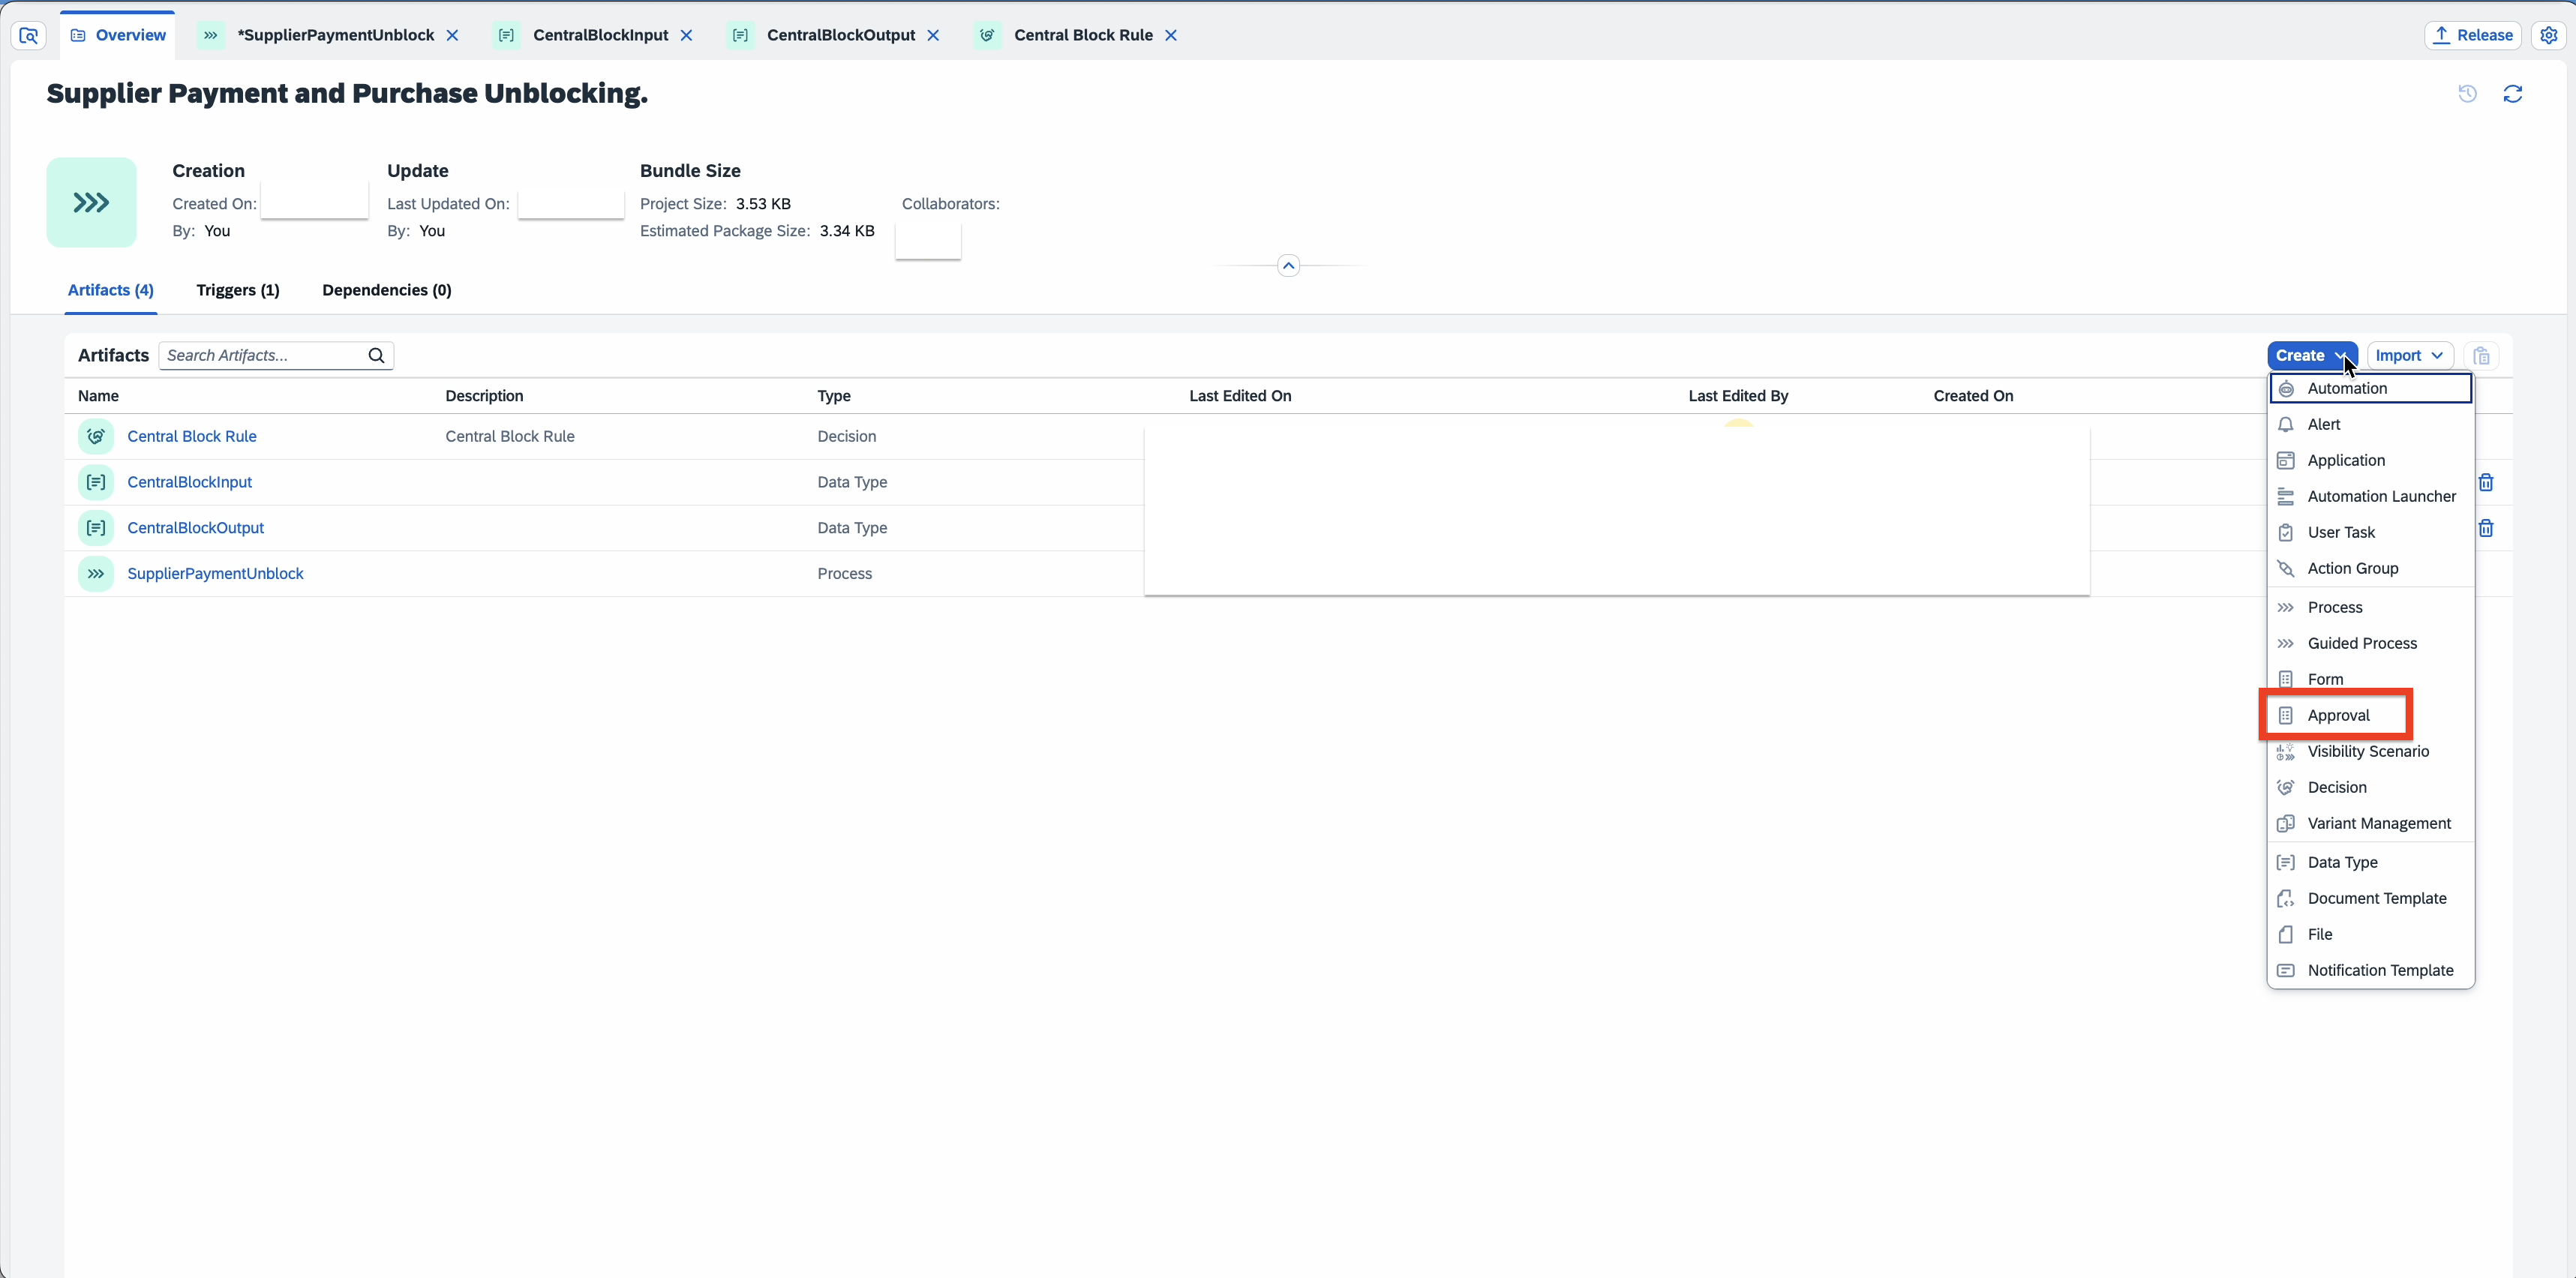 Overview
*SupplierPaymentUnblock
CentralBlockInput
CentralBlockOutput
Central Block Rule
Release
Supplier Payment and Purchase Unblocking.
Creation
Update
Bundle Size
Created On:
Last Updated On:
Project Size: 3.53 KB
Collaborators:
By: You
By: You
Estimated Package Size: 3.34 KB
Artifacts (4)
Triggers (1)
Dependencies (0)
Artifacts
Search Artifacts...
Create
Import
Name
Description
Type
Last Edited On
Last Edited By
Created On
Central Block Rule
Central Block Rule
Decision
CentralBlockInput
Data Type
CentralBlockOutput
Data Type
SupplierPaymentUnblock
Process
Automation
Alert
Application
Automation Launcher
User Task
Action Group
Process
Guided Process
Form
Approval
Visibility Scenario
Decision
Variant Management
Data Type
Document Template
File
Notification Template